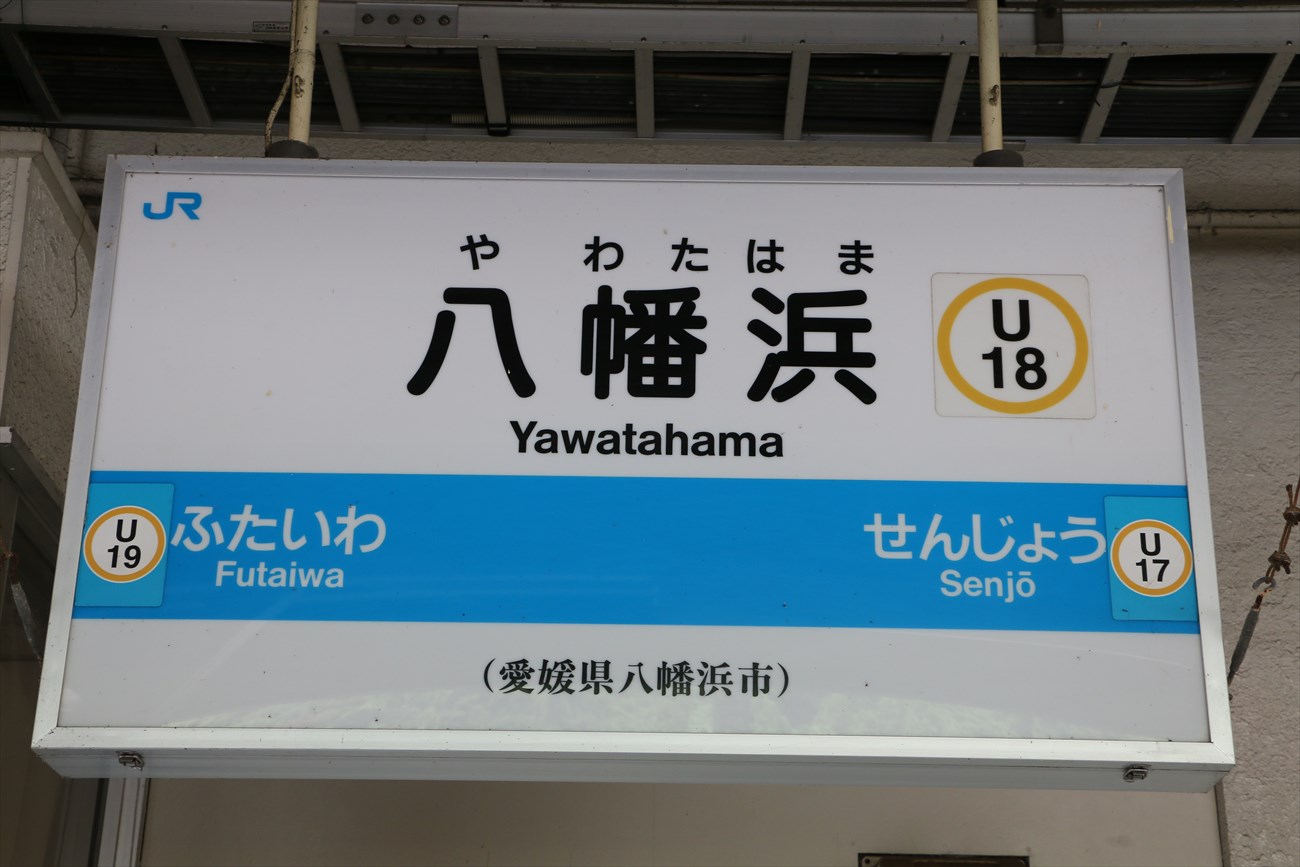 JR
やわたはま
八幡浜
U
18
Yawatahama
U
19
ふたいわ
Futaiwa
せんじょう
Senjō
U
17
(愛媛県八幡浜市)